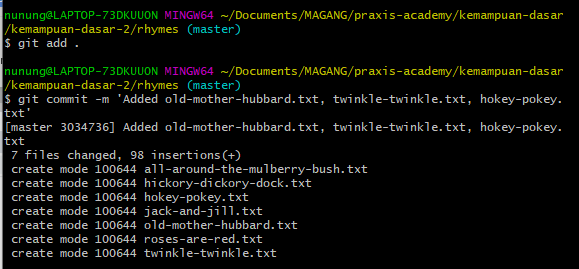 nunung@LAPTOP-73DKUUON MINGW64 ~/Documents/MAGANG/praxis-academy/kemampuan-dasar
/kemampuan-dasar-2/rhymes (master)
$ git add .
nunung@LAPTOP-73DKUUON MINGW64 ~/Documents/MAGANG/praxis-academy/kemampuan-dasar
/kemampuan-dasar-2/rhymes (master)
$ git commit -m 'Added old-mother-hubbard.txt, twinkle-twinkle.txt, hokey-pokey.
txt'
[master 3034736] Added old-mother-hubbard.txt, twinkle-twinkle.txt, hokey-pokey.
txt
7 files changed, 98 insertions(+)
create mode 100644 all-around-the-mulberry-bush.txt
create mode 100644 hickory-dickory-dock.txt
create mode 100644 hokey-pokey.txt
create mode 100644 jack-and-jill.txt
create mode 100644 old-mother-hubbard.txt
create mode 100644 roses-are-red.txt
create mode 100644 twinkle-twinkle.txt